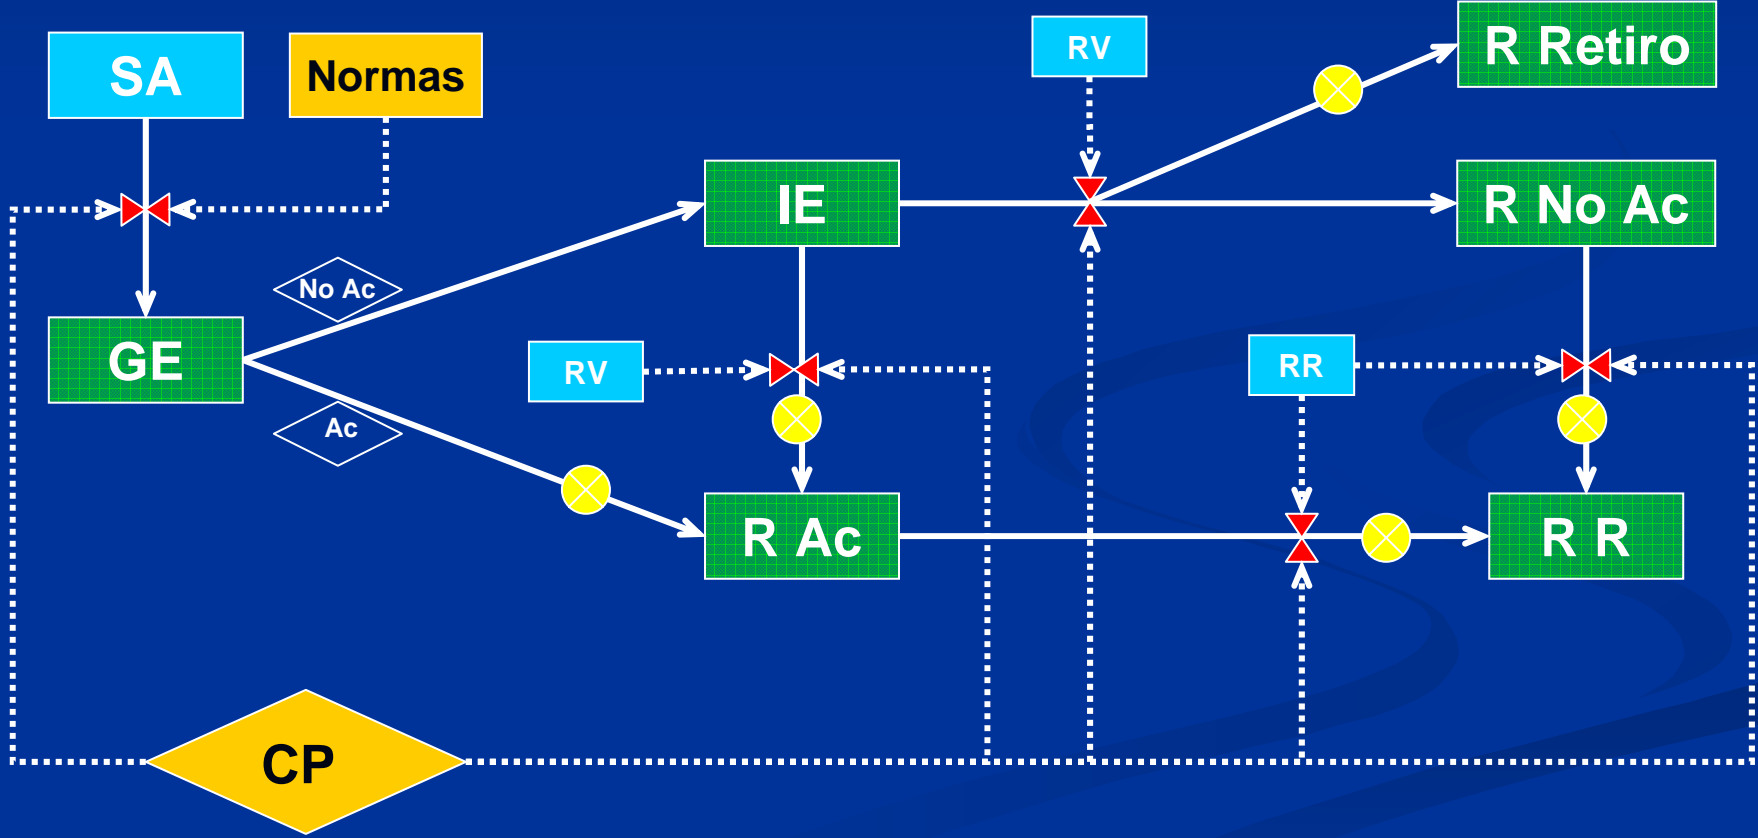 SA
Normas
RV
R Retiro
IE
R No Ac
No Ac
GE
RV
RR
Ac
R Ac
R R
CP